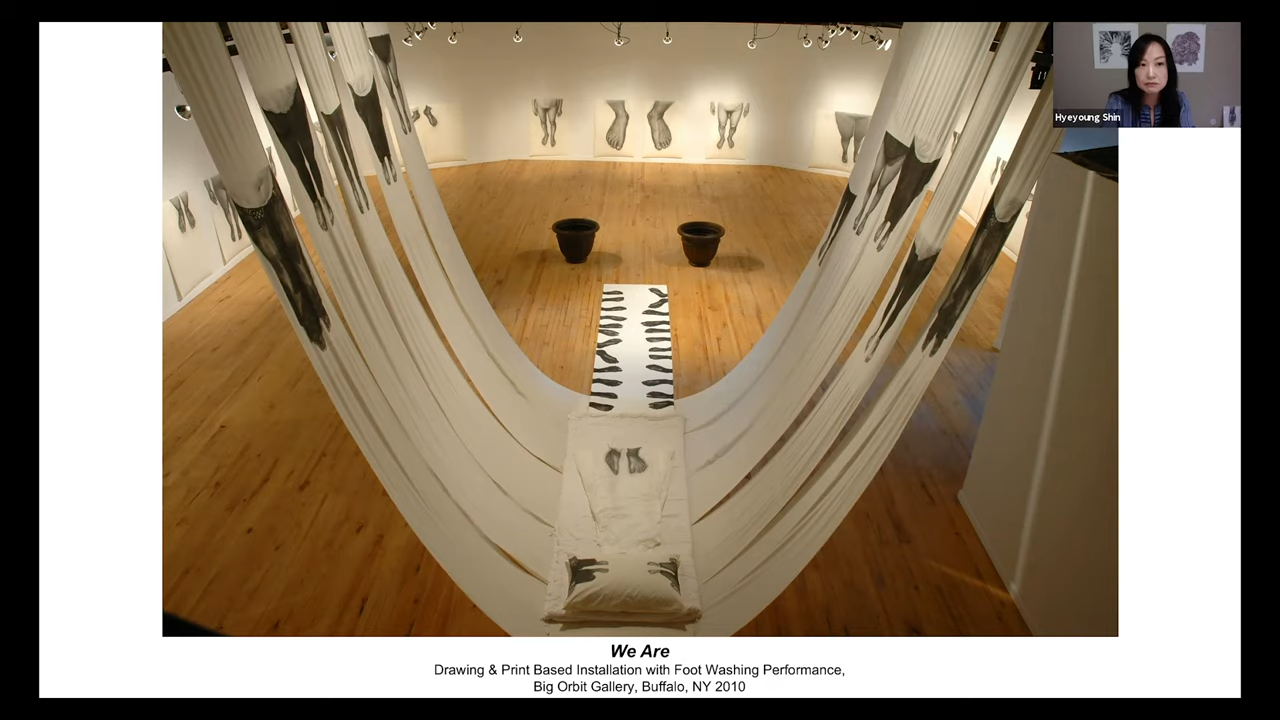 Hyeyoung Shin
We Are
Drawing & Print Based Installation with Foot Washing Performance,
Big Orbit Gallery, Buffalo, NY 2010